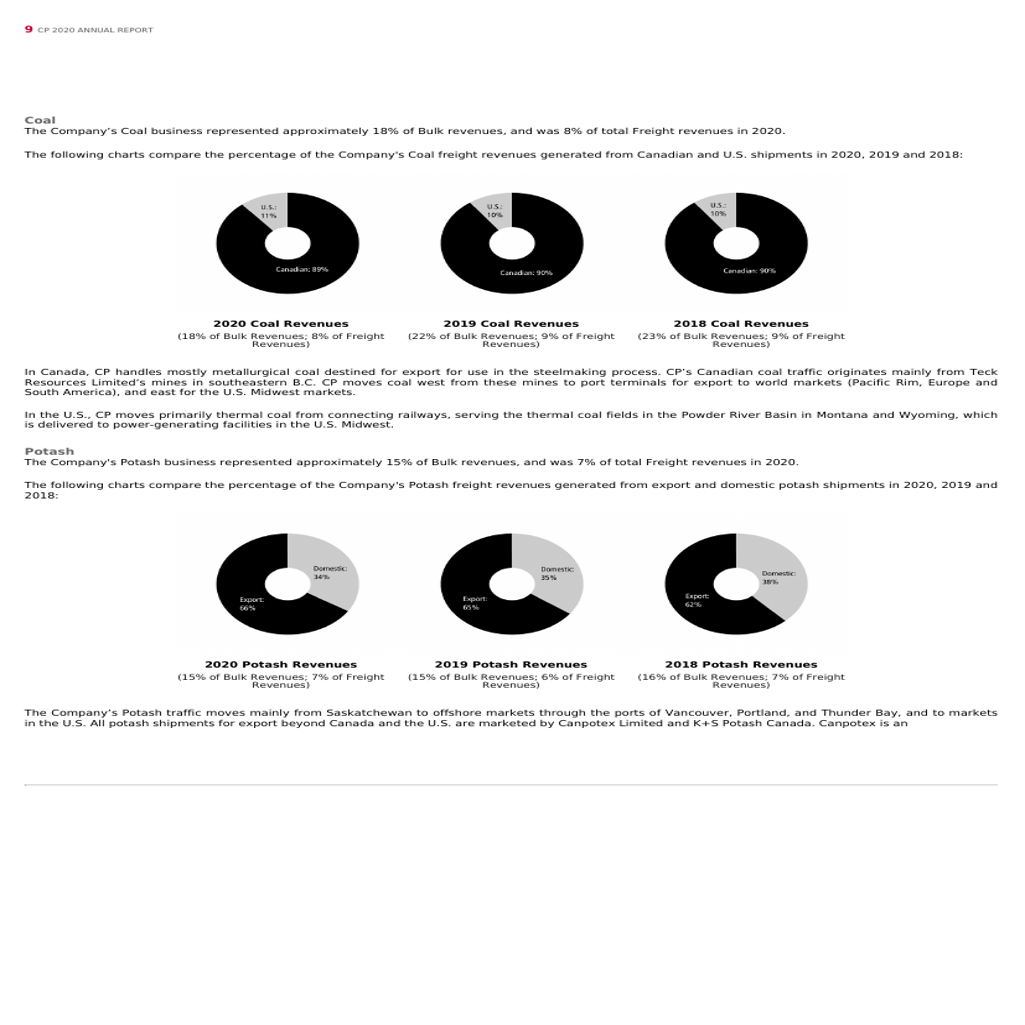 9 CP 2020 ANNUAL REPORT
Coal
The Company's Coal business represented approximately 18% of Bulk revenues, and was 8% of total Freight revenues in 2020.
The following charts compare the percentage of the Company's Coal freight revenues generated from Canadian and U.S. shipments in 2020, 2019 and 2018:
U.S.:
11%
Canadian: 89%
U.S.:
10%
Canadian: 90%
U.S.:
10%
Canadian: 90%
2020 Coal Revenues
(18% of Bulk Revenues; 8% of Freight
Revenues)
2019 Coal Revenues
(22% of Bulk Revenues; 9% of Freight
Revenues)
2018 Coal Revenues
(23% of Bulk Revenues; 9% of Freight
Revenues)
In Canada, CP handles mostly metallurgical coal destined for export for use in the steelmaking process. CP's Canadian coal traffic originates mainly from Teck
Resources Limited's mines in southeastern B.C. CP moves coal west from these mines to port terminals for export to world markets (Pacific Rim, Europe and
South America), and east for the U.S. Midwest markets.
In the U.S., CP moves primarily thermal coal from connecting railways, serving the thermal coal fields in the Powder River Basin in Montana and Wyoming, which
is delivered to power-generating facilities in the U.S. Midwest.
Potash
The Company's Potash business represented approximately 15% of Bulk revenues, and was 7% of total Freight revenues in 2020.
The following charts compare the percentage of the Company's Potash freight revenues generated from export and domestic potash shipments in 2020, 2019 and
2018:
Domestic:
34%
Export:
66%
Domestic:
35%
Export:
65%
Domestic:
38%
Export:
62%
2020 Potash Revenues
(15% of Bulk Revenues; 7% of Freight
Revenues)
2019 Potash Revenues
(15% of Bulk Revenues; 6% of Freight
Revenues)
2018 Potash Revenues
(16% of Bulk Revenues; 7% of Freight
Revenues)
The Company's Potash traffic moves mainly from Saskatchewan to offshore markets through the ports of Vancouver, Portland, and Thunder Bay, and to markets
in the U.S. All potash shipments for export beyond Canada and the U.S. are marketed by Canpotex Limited and K+S Potash Canada. Canpotex is an